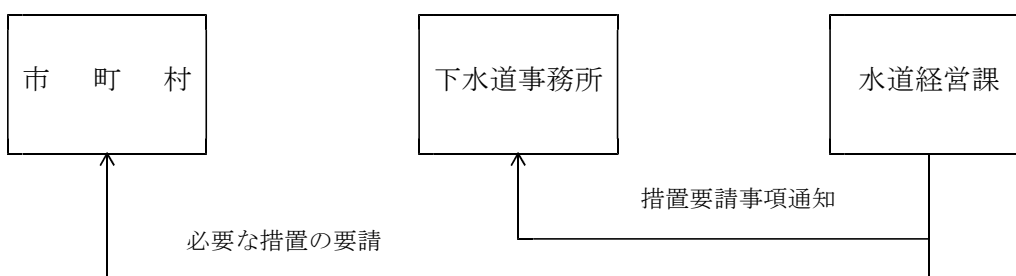 市　町　村
下水道事務所
水道経営課
措置要請事項通知
必要な措置の要請